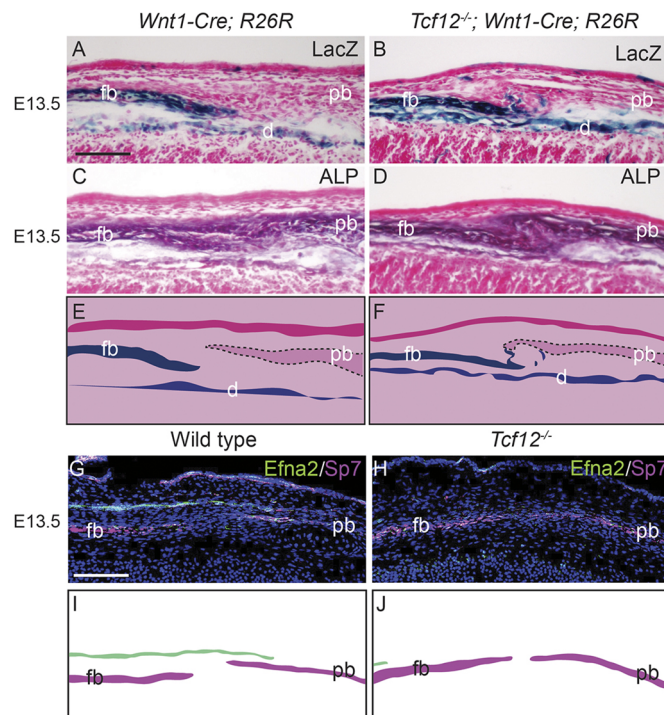 Wnt1-Cre; R26R
Tcf12-/-; Wnt1-Cre; R26R
A
LacZ
B
LacZ
E13.5
fb
pb
d
fb
pb
d
C
ALP
D
ALP
E13.5
fb
pb
fb
pb
E
fb
pb
d
F
fb
pb
d
Wild type
Tcf12-/-
G
Efna2/Sp7
H
Efna2/Sp7
E13.5
fb
pb
fb
pb
I
fb
pb
J
fb
pb